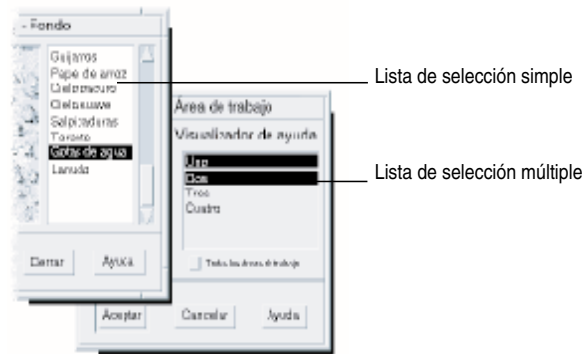 - Fondo
Guijarros
Papel de arroz
Cieloscuro
Cielosuave
Salpicaduras
Toronto
Gotas de agua
Lanudo
Cerrar
Ayuda
Lista de selección simple
Área de trabajo
Visualizador de ayuda
Uno
Dos
Tres
Cuatro
Todas las áreas de trabajo
Aceptar
Cancelar
Ayuda
Lista de selección múltiple